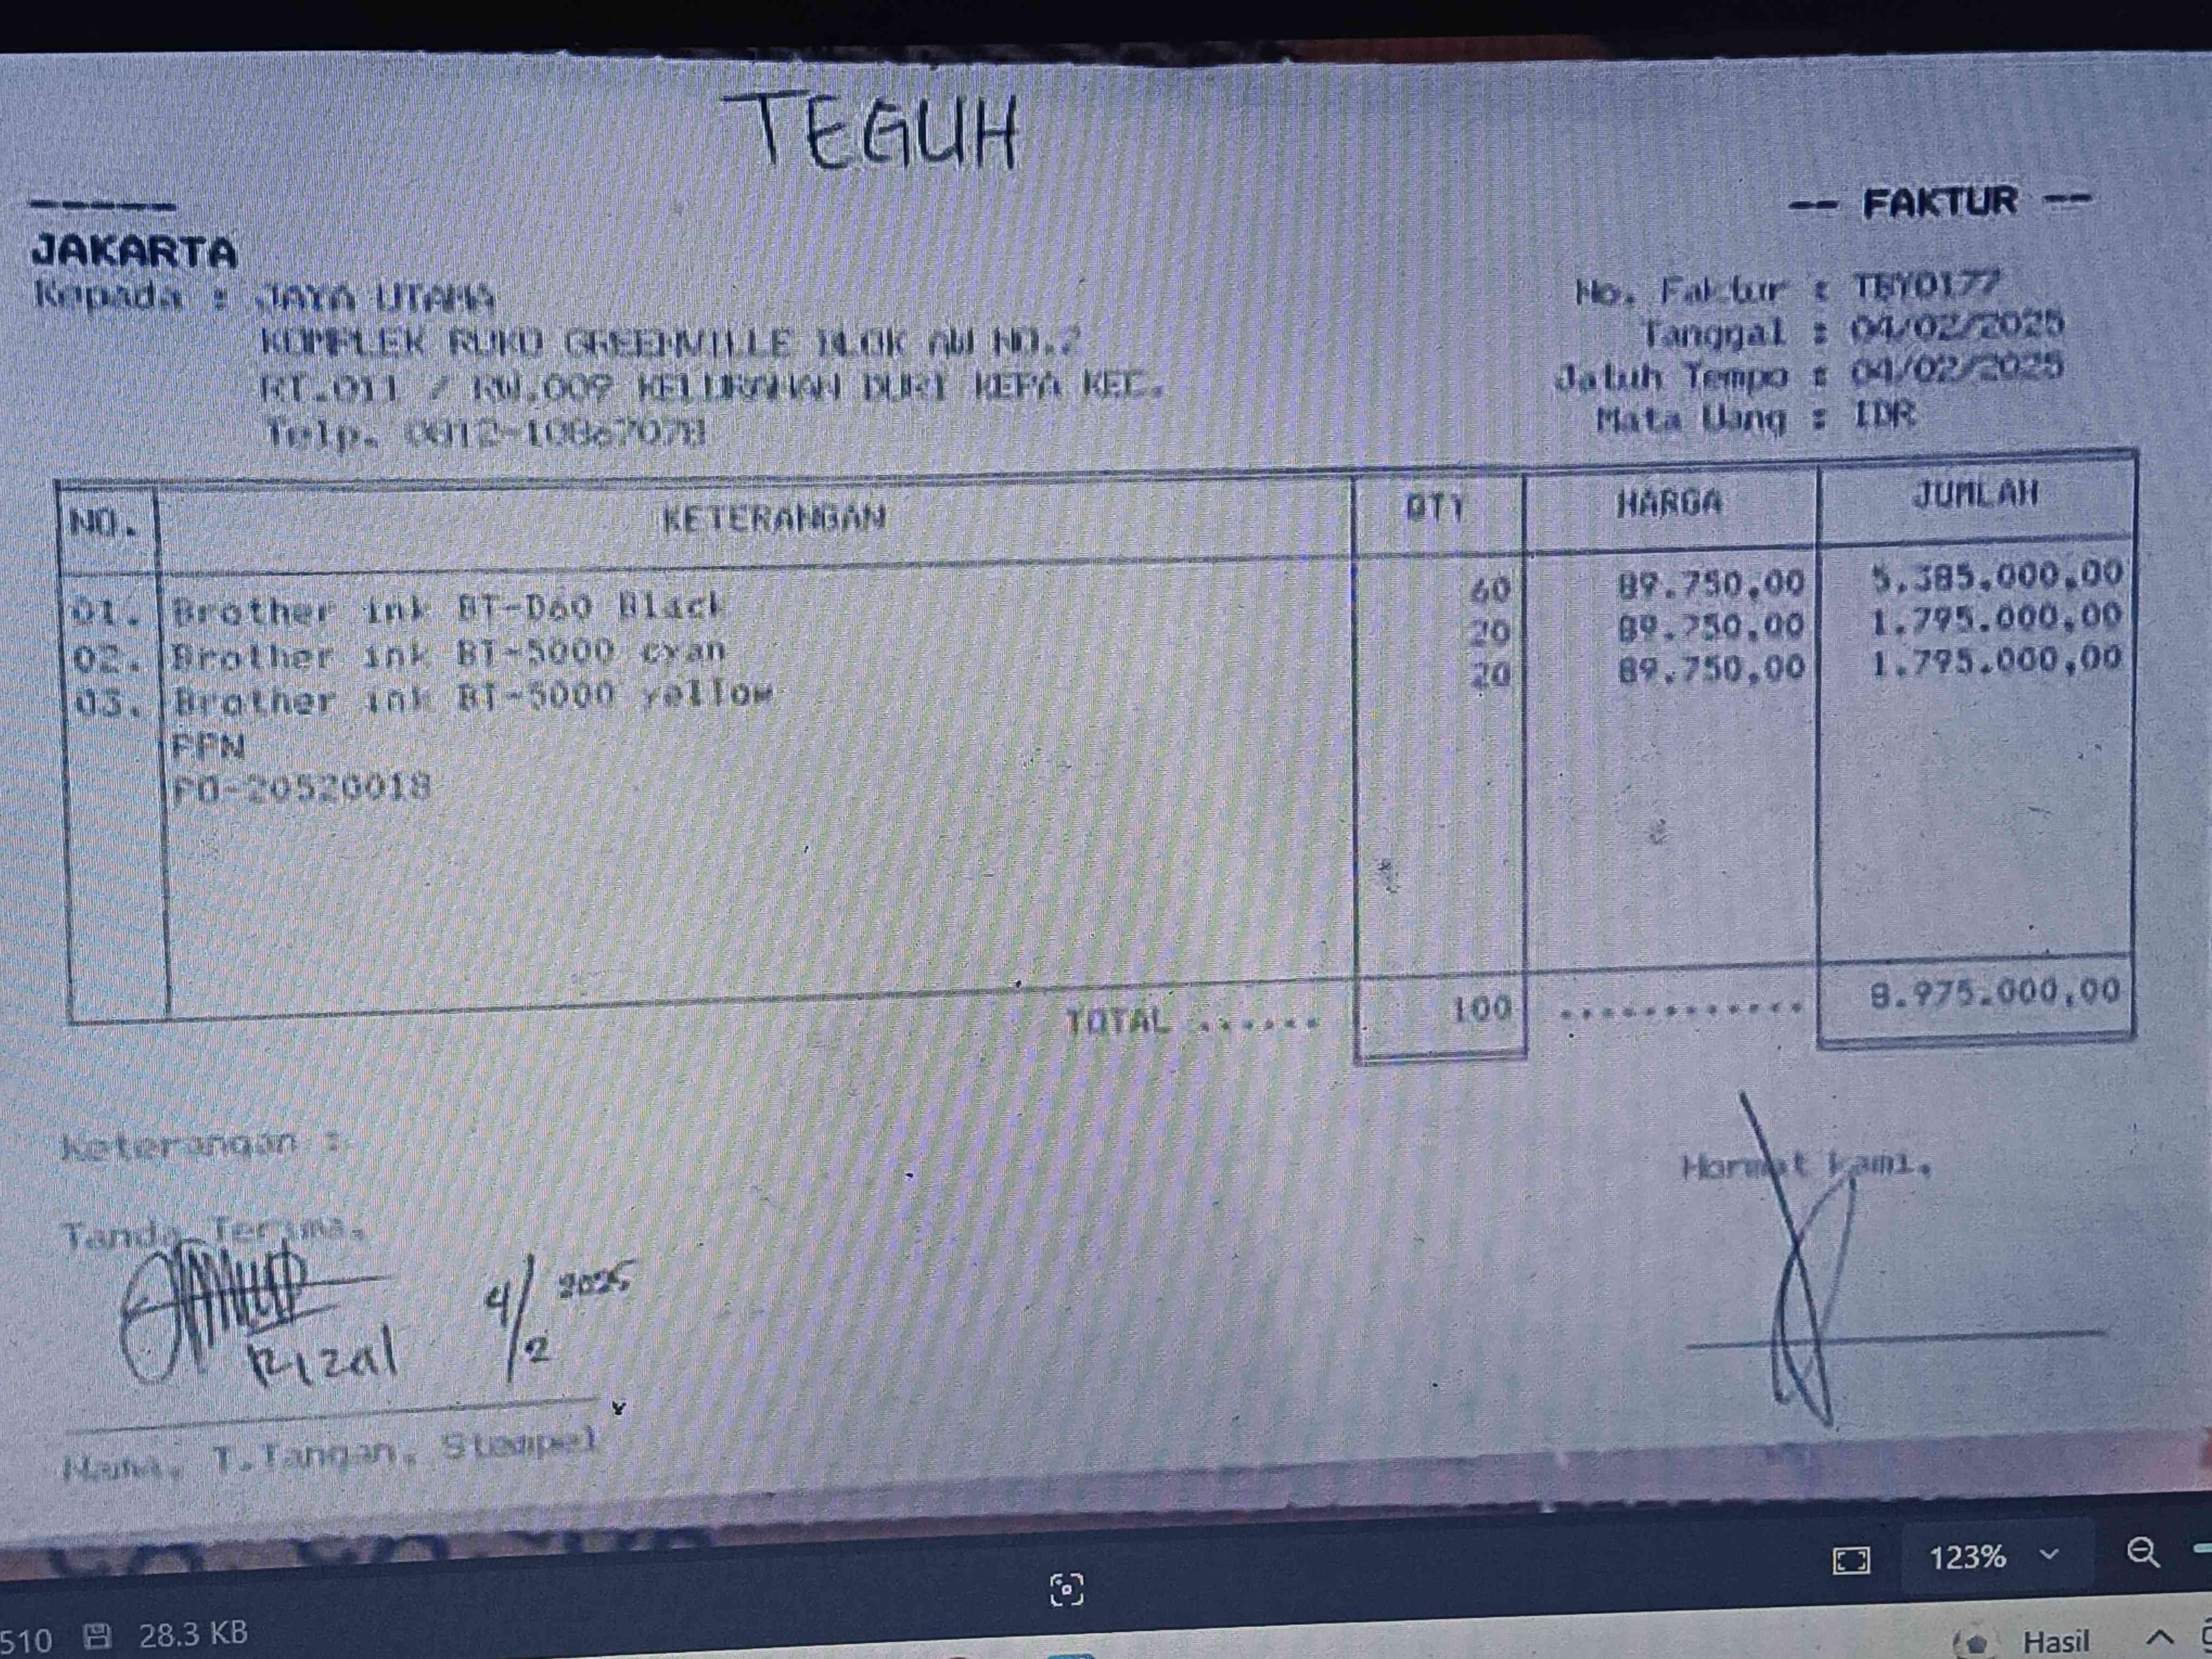 TEGUH
-- FAKTUR --
-----
JAKARTA
Kepada : JAYA UTAMA
KOMPLEK RUKO GREENVILLE BLOK AW NO.2
RT.011 / RW.009 KELURAHAN DURI KEPA KEC.
Telp. 0812-10867078
No. Faktur : TBY0177
Tanggal : 04/02/2025
Jatuh Tempo : 04/02/2025
Mata Uang : IDR
NO. KETERANGAN QTY HARGA JUMLAH
01. Brother ink BT-D60 Black 60 89.750,00 5.385.000,00
02. Brother ink BT-5000 cyan 20 89.750,00 1.795.000,00
03. Brother ink BT-5000 yellow 20 89.750,00 1.795.000,00
PPN
PO-20520018
TOTAL ...... 100 ............ 8.975.000,00
Keterangan :
Tanda Terima,
Hormat kami,
Rizal 4/2 2025
Nama, T.Tangan, Stempel
123%
510 28.3 KB
Hasil